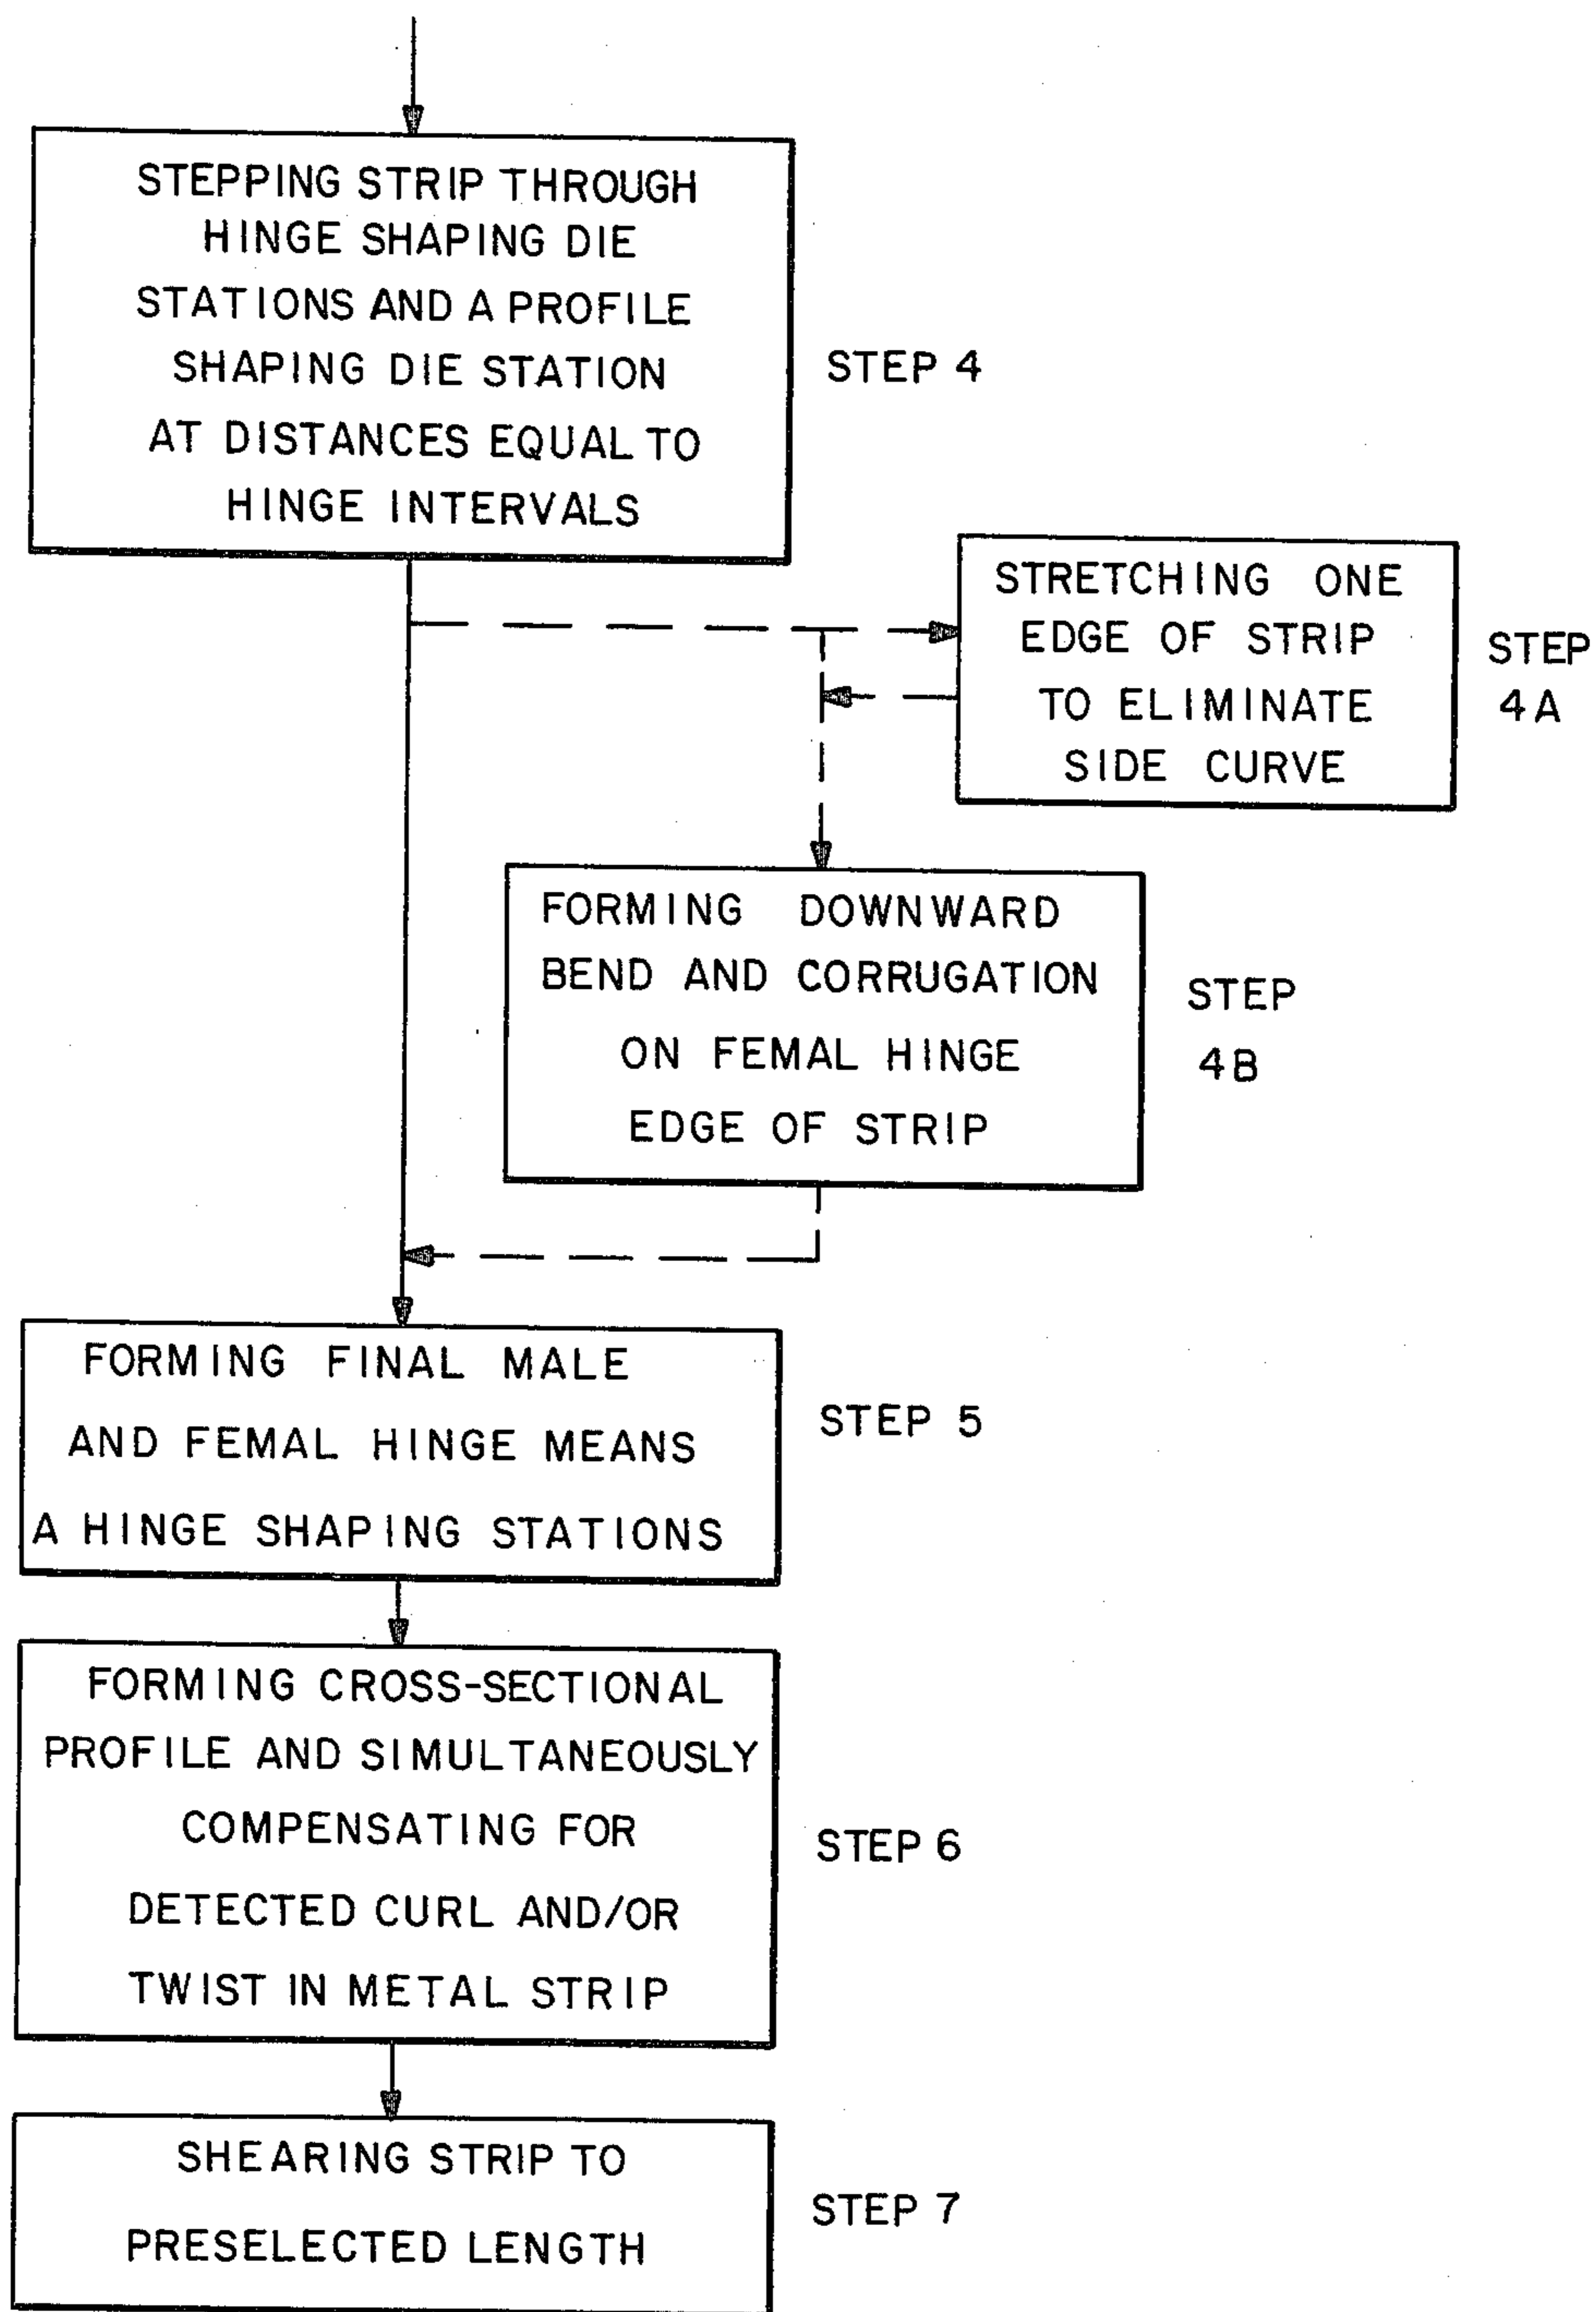 STEPPING STRIP THROUGH
HINGE SHAPING DIE
STATIONS AND A PROFILE
SHAPING DIE STATION
AT DISTANCES EQUAL TO
HINGE INTERVALS
STEP 4
STRETCHING ONE
EDGE OF STRIP
TO ELIMINATE
SIDE CURVE
STEP
4A
FORMING DOWNWARD
BEND AND CORRUGATION
ON FEMAL HINGE
EDGE OF STRIP
STEP
4B
FORMING FINAL MALE
AND FEMAL HINGE MEANS
A HINGE SHAPING STATIONS
STEP 5
FORMING CROSS-SECTIONAL
PROFILE AND SIMULTANEOUSLY
COMPENSATING FOR
DETECTED CURL AND/OR
TWIST IN METAL STRIP
STEP 6
SHEARING STRIP TO
PRESELECTED LENGTH
STEP 7